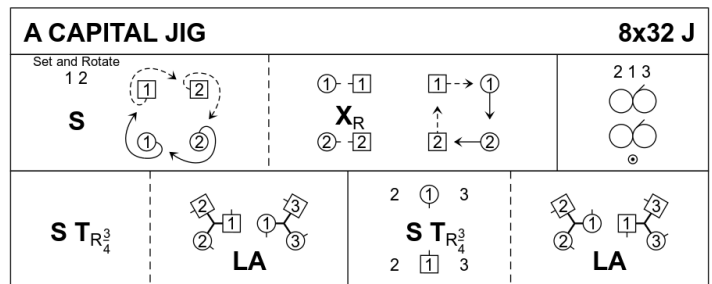 A CAPITAL JIG 8x32 J
Set and Rotate
1 2
S
1 2
1 2
1 1
X R
2 2
1 1
2 2
2 1 3
S T R 3/4
2 1 1 3
2 3
LA
2 1 3
S T R 3/4
2 1 3
2 1 1 3
2 3
LA